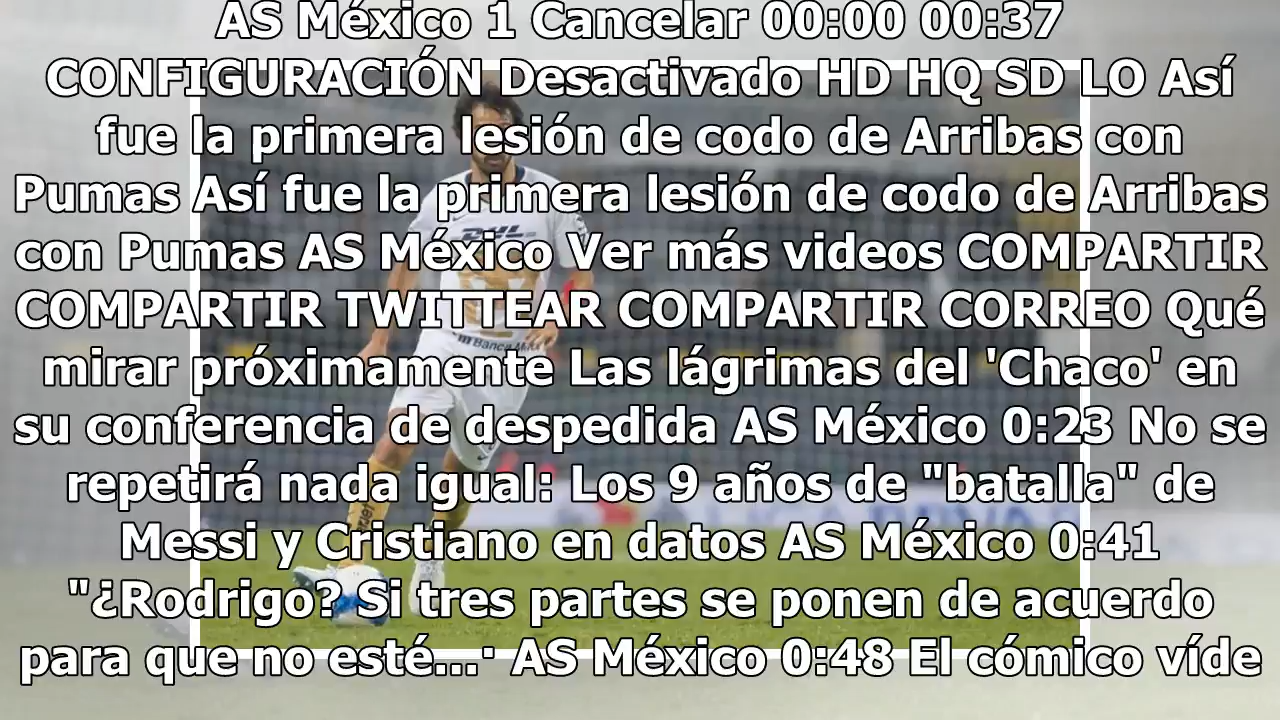 AS México 1 Cancelar 00:00 00:37
CONFIGURACIÓN Desactivado HD HQ SD LO Así
fue la primera lesión de codo de Arribas con
Pumas Así fue la primera lesión de codo de Arribas
con Pumas AS México Ver más videos COMPARTIR
COMPARTIR TWITTEAR COMPARTIR CORREO Qué
mirar próximamente Las lágrimas del 'Chaco' en
su conferencia de despedida AS México 0:23 No se
repetirá nada igual: Los 9 años de "batalla" de
Messi y Cristiano en datos AS México 0:41
"¿Rodrigo? Si tres partes se ponen de acuerdo
para que no esté...· AS México 0:48 El cómico víde
DHL